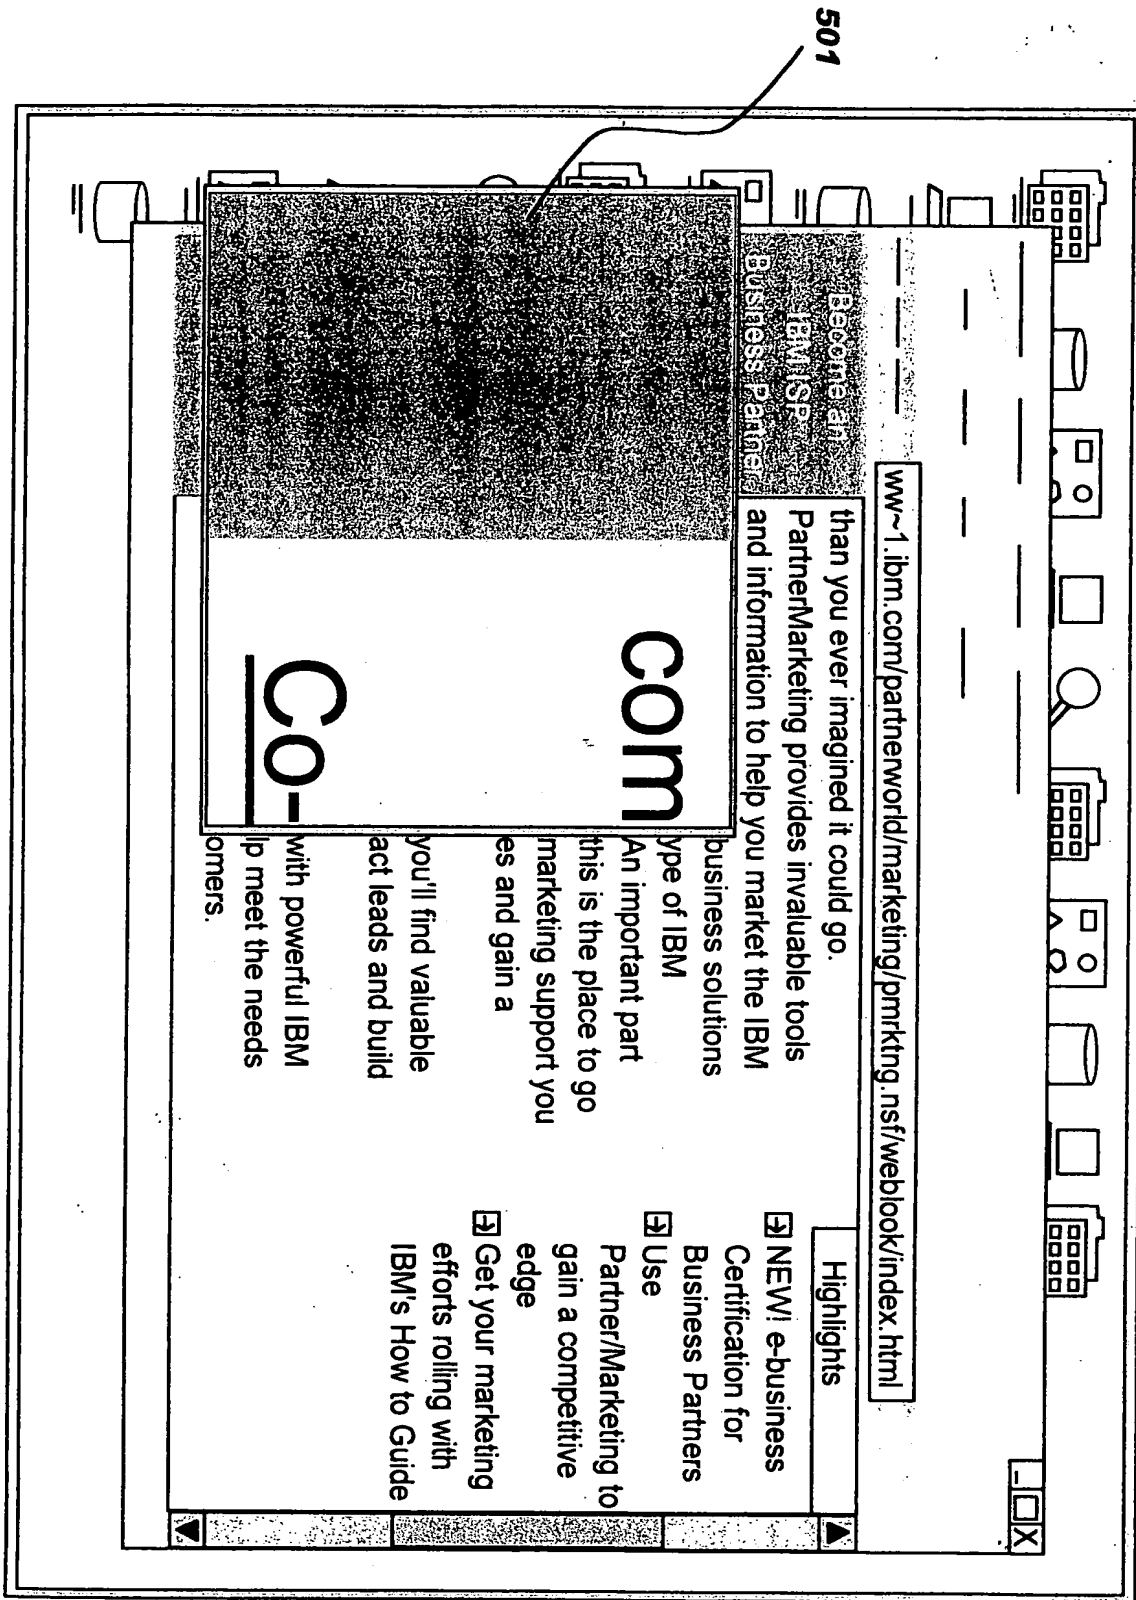 501
ww~1.ibm.com/partnerworld/marketing/pmrktng.nsf/weblook/index.html
Become an
IBM ISP
Business Partner
than you ever imagined it could go.
PartnerMarketing provides invaluable tools
and information to help you market the IBM
business solutions
ype of IBM
An important part
this is the place to go
marketing support you
es and gain a
you'll find valuable
act leads and build
with powerful IBM
lp meet the needs
omers.
com
Co-
Highlights
NEW! e-business
Certification for
Business Partners
Use
Partner/Marketing to
gain a competitive
edge
Get your marketing
efforts rolling with
IBM's How to Guide